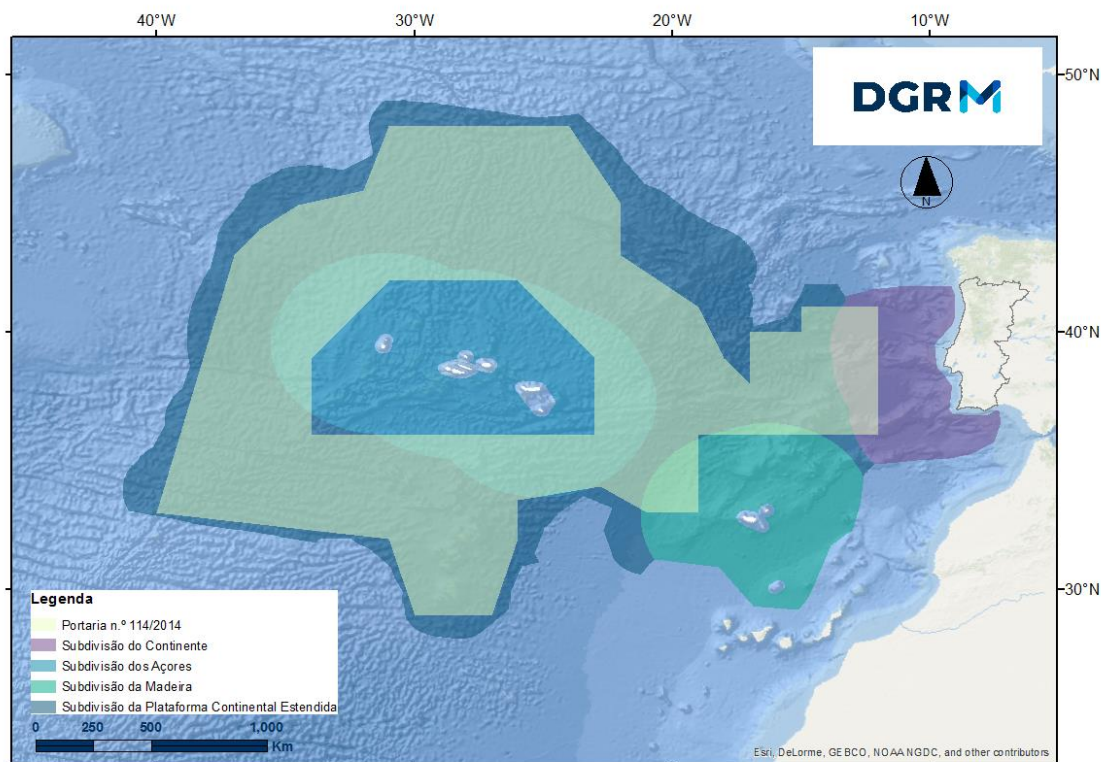 40°W 30°W 20°W 10°W
50°N
DGRM
N
40°N
30°N
Legenda
Portaria n.º 114/2014
Subdivisão do Continente
Subdivisão dos Açores
Subdivisão da Madeira
Subdivisão da Plataforma Continental Estendida
0 250 500 1,000
Km
Esri, DeLorme, GEBCO, NOAA NGDC, and other contributors